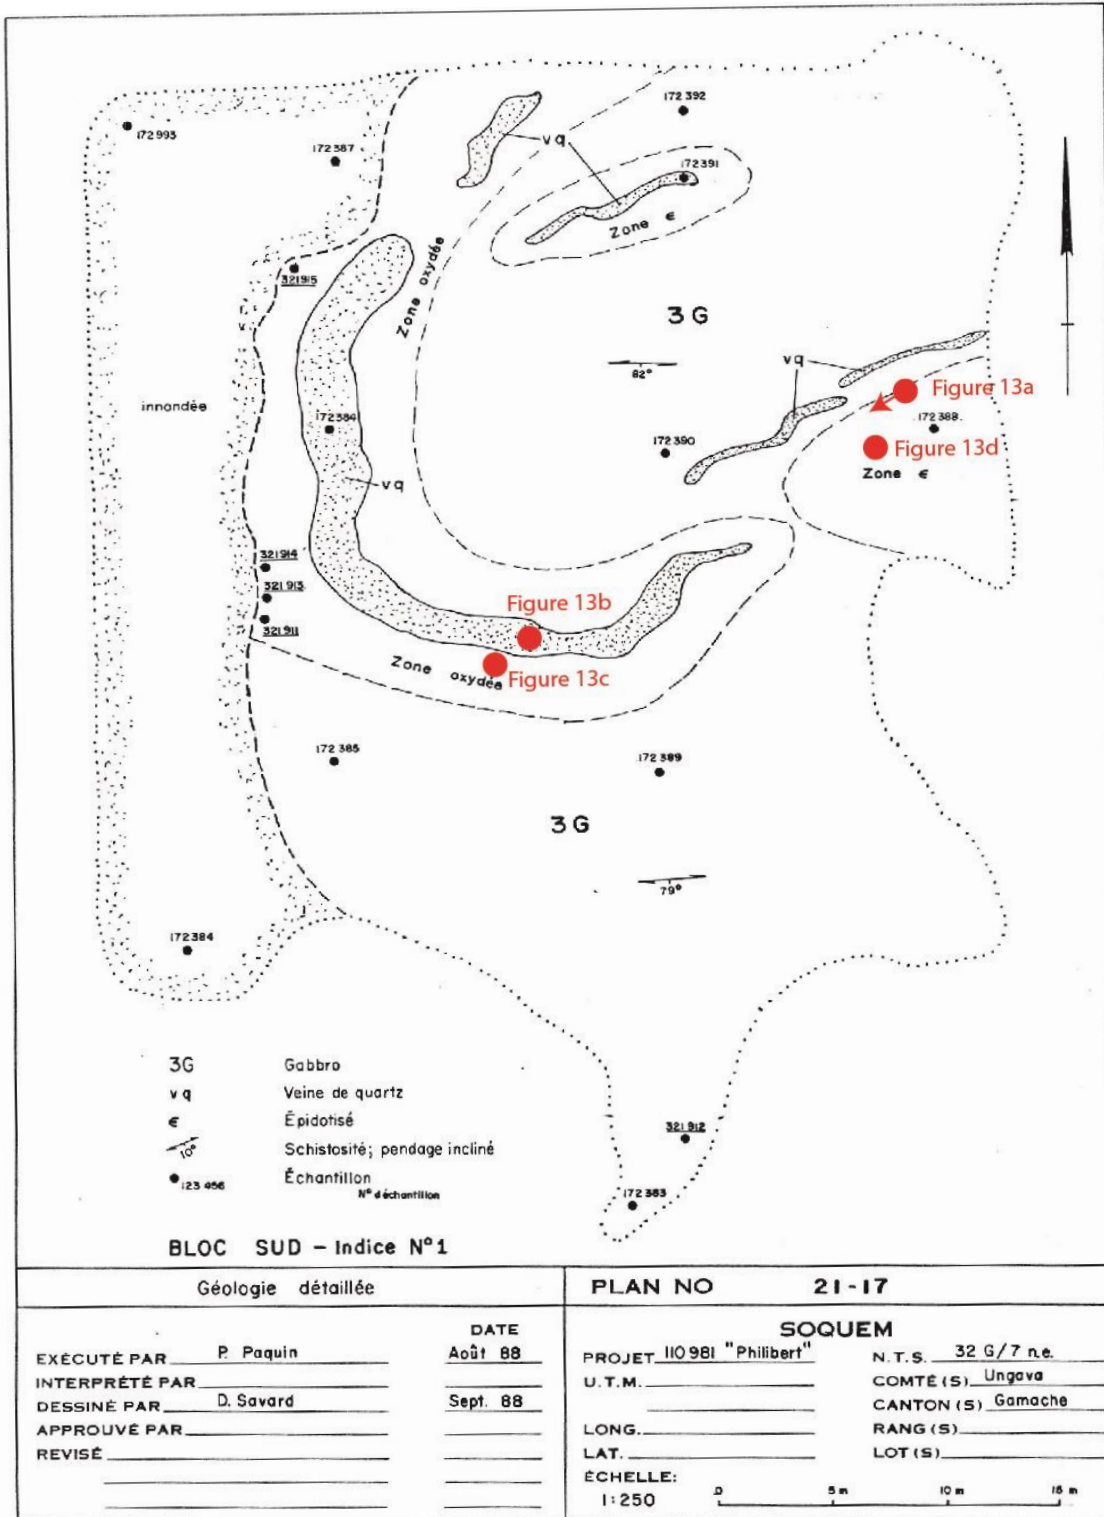 172 392
172 993
172 387
vq
172 391
Zone є
321 915
Zone oxydée
3G
82°
vq
Figure 13a
innondée
172 384
172 388
172 390
Figure 13d
Zone є
vq
321 914
321 913
321 911
Figure 13b
Zone oxydée
Figure 13c
172 385
172 389
3G
79°
172 384
3G Gabbro
vq Veine de quartz
є Épidotisé
10° Schistosité; pendage incliné
123 456 Échantillon
N° déchantillon
321 912
172 383
BLOC SUD – Indice N°1
Géologie détaillée
PLAN NO 21-17
DATE
EXÉCUTÉ PAR P. Paquin Août 88
INTERPRÉTÉ PAR
DESSINÉ PAR D. Savard Sept. 88
APPROUVÉ PAR
REVISÉ
SOQUEM
PROJET 110 981 "Philibert" N.T.S. 32 G/7 n.e.
U.T.M. COMTÉ (S) Ungava
CANTON (S) Gamache
LONG. RANG (S)
LAT. LOT (S)
ÉCHELLE:
1:250 0 5 m 10 m 15 m